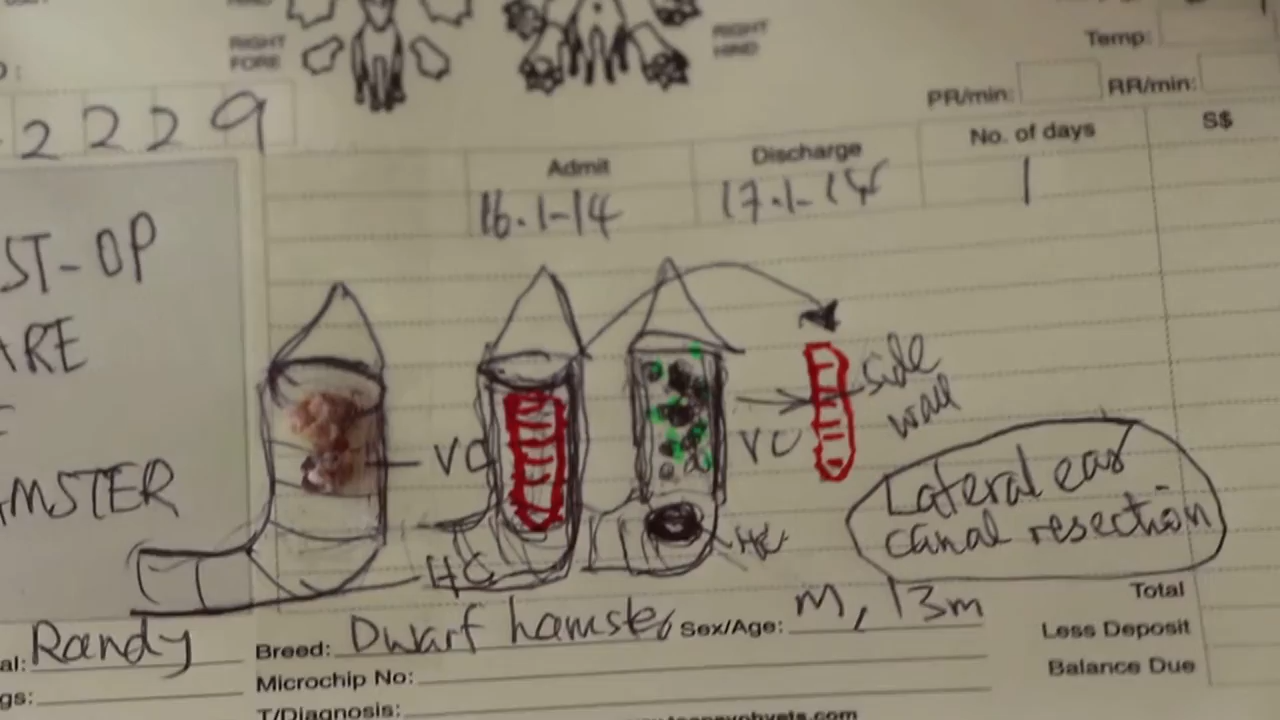 RIGHT
FORE
RIGHT
HIND
Temp:
PR/min:
RR/min:
2229
Admit
Discharge
No. of days
S$
16.1-14
17.1-14
1
ST-OP
ARE
MSTER
VC
VC
side
wall
HC
HC
Lateral ear
canal resection
Total
Less Deposit
Balance Due
al: Randy
Breed: Dwarf hamster
Sex/Age: M, 13m
gs:
Microchip No:
T/Diagnosis: